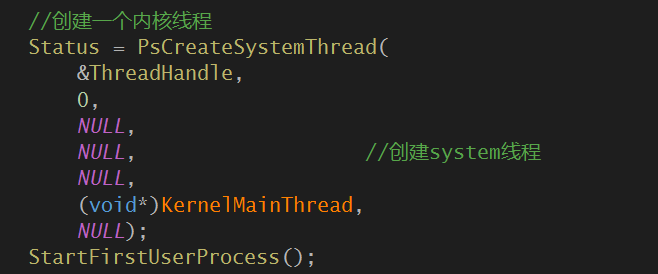 //创建一个内核线程
Status = PsCreateSystemThread(
&ThreadHandle,
0,
NULL,
NULL, //创建system线程
NULL,
(void*)KernelMainThread,
NULL);
StartFirstUserProcess();